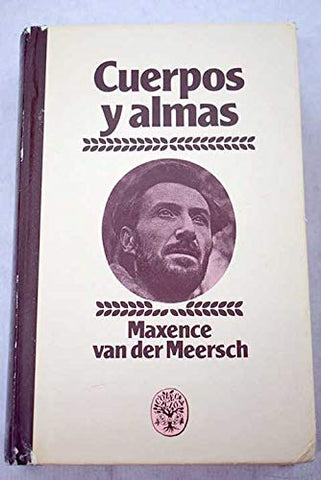 Cuerpos
y almas
Maxence
van der Meersch